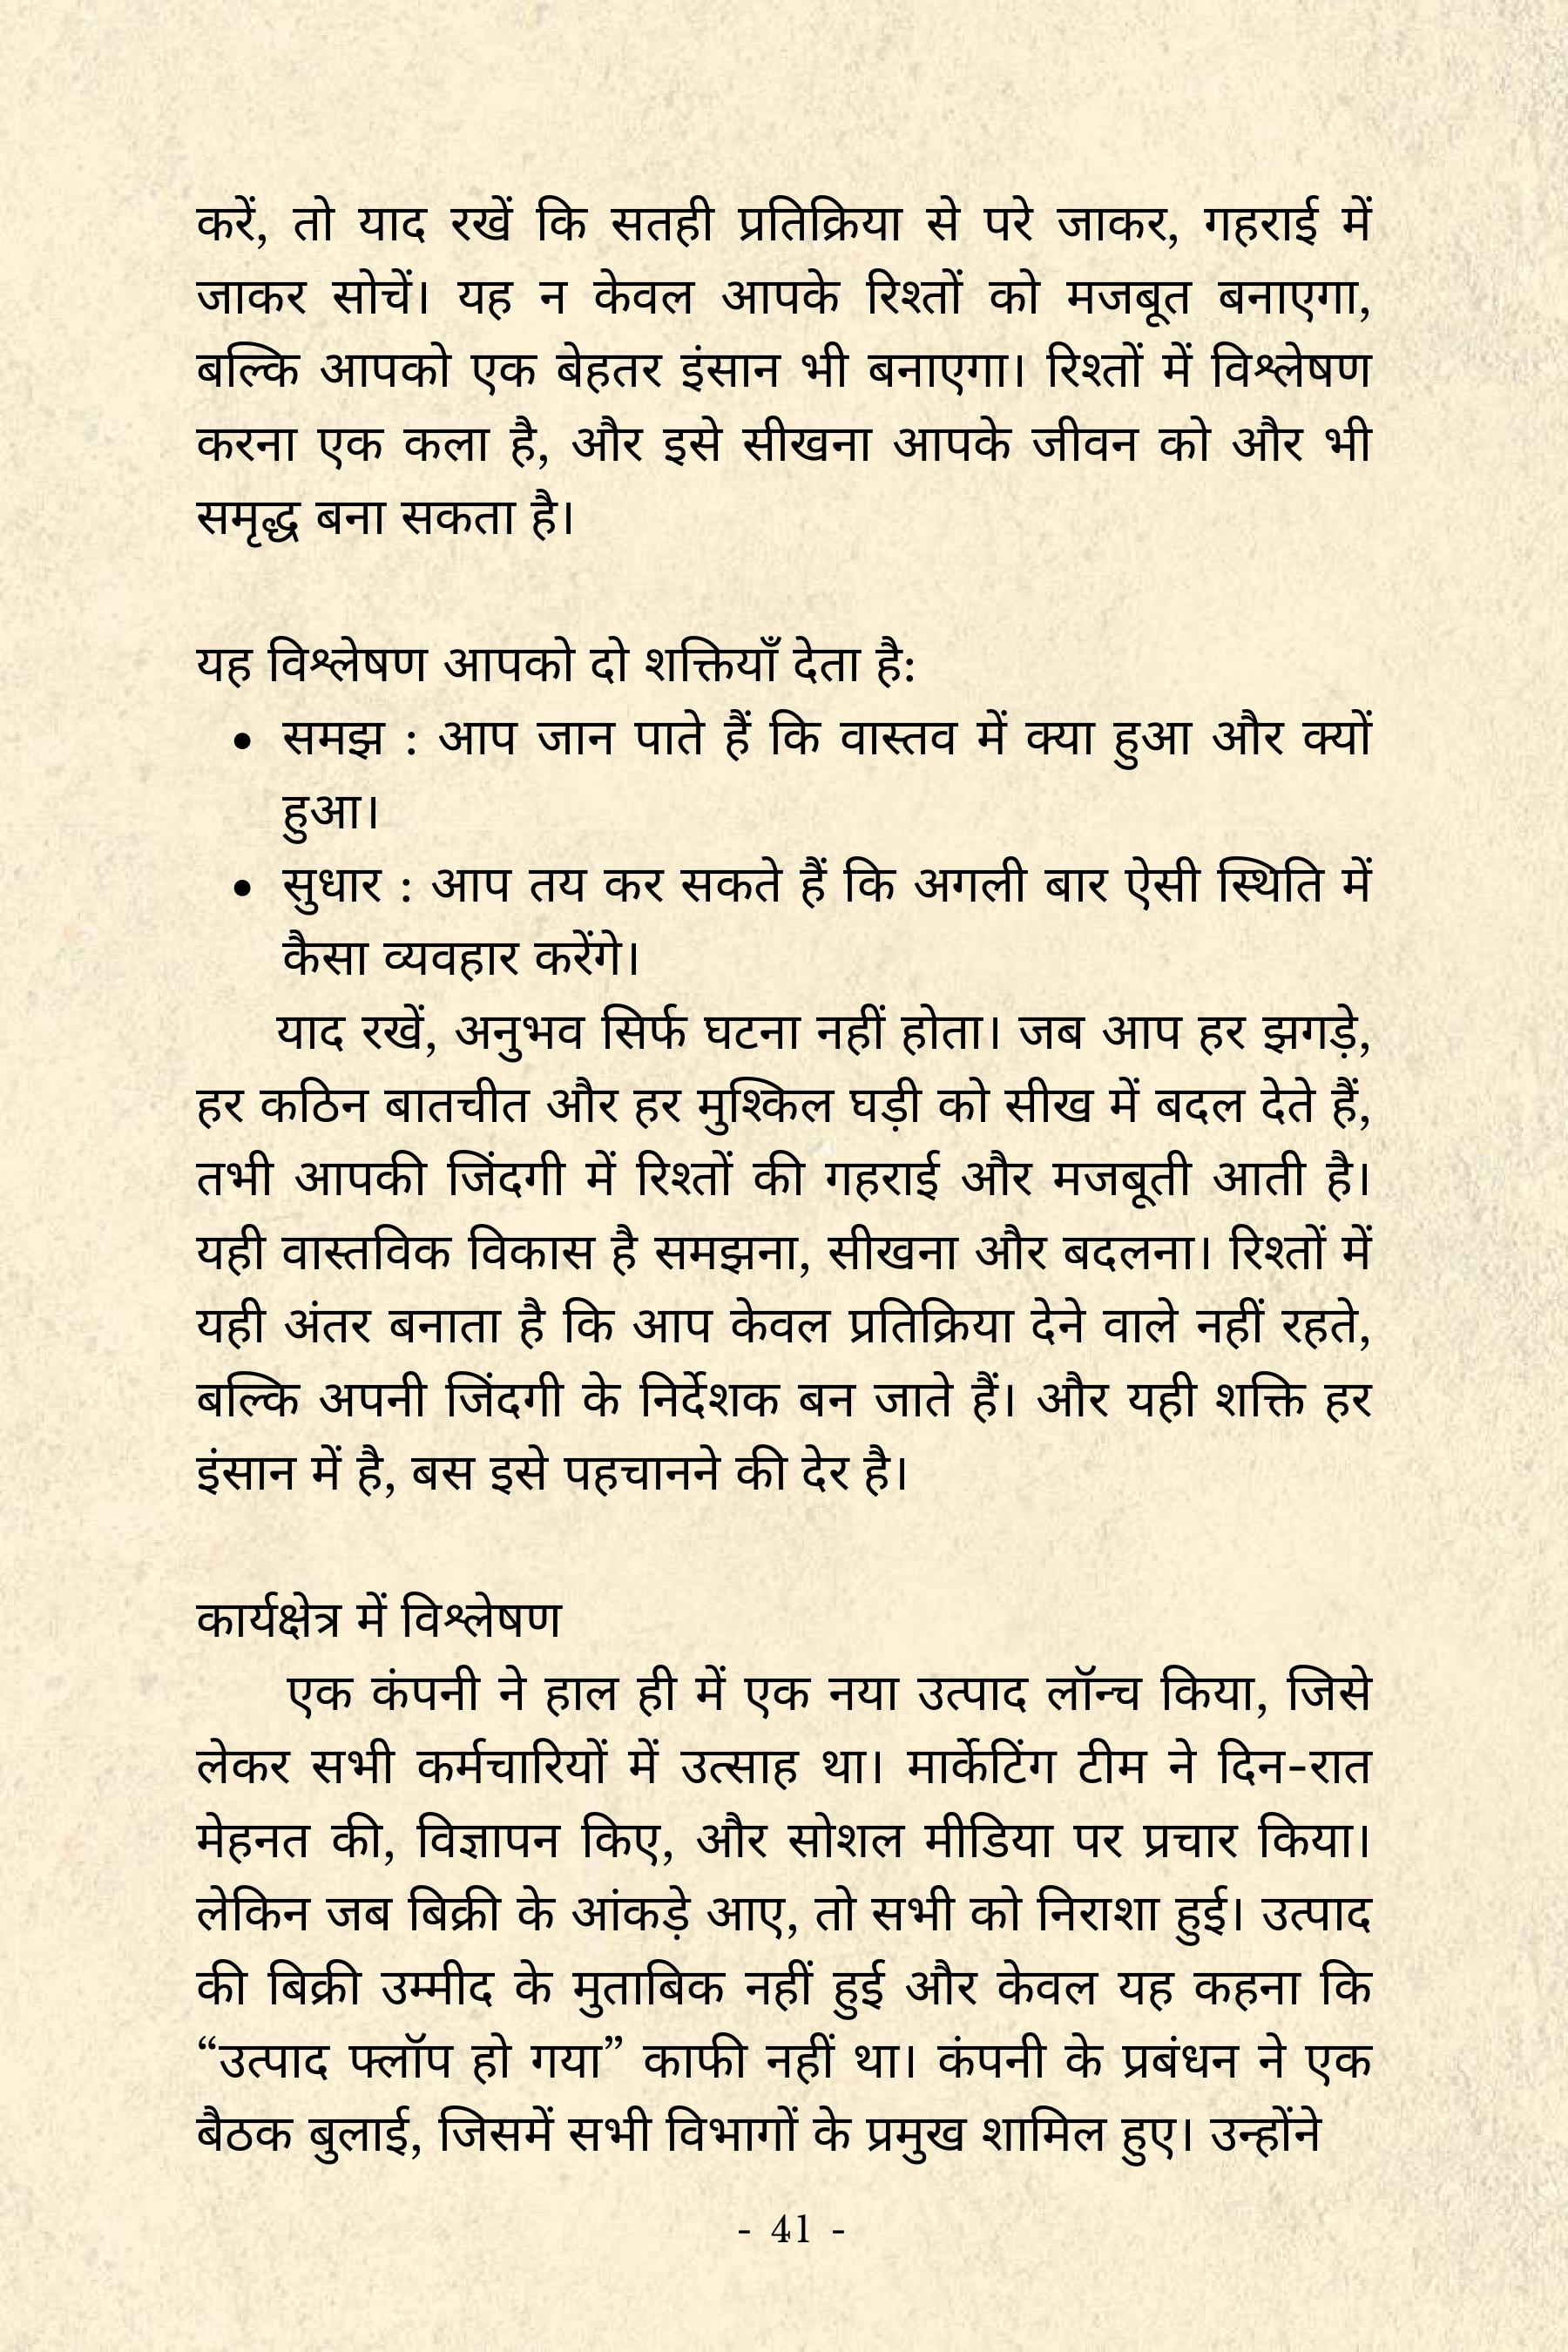 करें, तो याद रखें कि सतही प्रतिक्रिया से परे जाकर, गहराई में
जाकर सोचें। यह न केवल आपके रिश्तों को मजबूत बनाएगा,
बल्कि आपको एक बेहतर इंसान भी बनाएगा। रिश्तों में विश्लेषण
करना एक कला है, और इसे सीखना आपके जीवन को और भी
समृद्ध बना सकता है।
यह विश्लेषण आपको दो शक्तियाँ देता है:
• समझ : आप जान पाते हैं कि वास्तव में क्या हुआ और क्यों
हुआ।
• सुधार : आप तय कर सकते हैं कि अगली बार ऐसी स्थिति में
कैसा व्यवहार करेंगे।
याद रखें, अनुभव सिर्फ घटना नहीं होता। जब आप हर झगड़े,
हर कठिन बातचीत और हर मुश्किल घड़ी को सीख में बदल देते हैं,
तभी आपकी जिंदगी में रिश्तों की गहराई और मजबूती आती है।
यही वास्तविक विकास है समझना, सीखना और बदलना। रिश्तों में
यही अंतर बनाता है कि आप केवल प्रतिक्रिया देने वाले नहीं रहते,
बल्कि अपनी जिंदगी के निर्देशक बन जाते हैं। और यही शक्ति हर
इंसान में है, बस इसे पहचानने की देर है।
कार्यक्षेत्र में विश्लेषण
एक कंपनी ने हाल ही में एक नया उत्पाद लॉन्च किया, जिसे
लेकर सभी कर्मचारियों में उत्साह था। मार्केटिंग टीम ने दिन-रात
मेहनत की, विज्ञापन किए, और सोशल मीडिया पर प्रचार किया।
लेकिन जब बिक्री के आंकड़े आए, तो सभी को निराशा हुई। उत्पाद
की बिक्री उम्मीद के मुताबिक नहीं हुई और केवल यह कहना कि
“उत्पाद फ्लॉप हो गया” काफी नहीं था। कंपनी के प्रबंधन ने एक
बैठक बुलाई, जिसमें सभी विभागों के प्रमुख शामिल हुए। उन्होंने
- 41 -